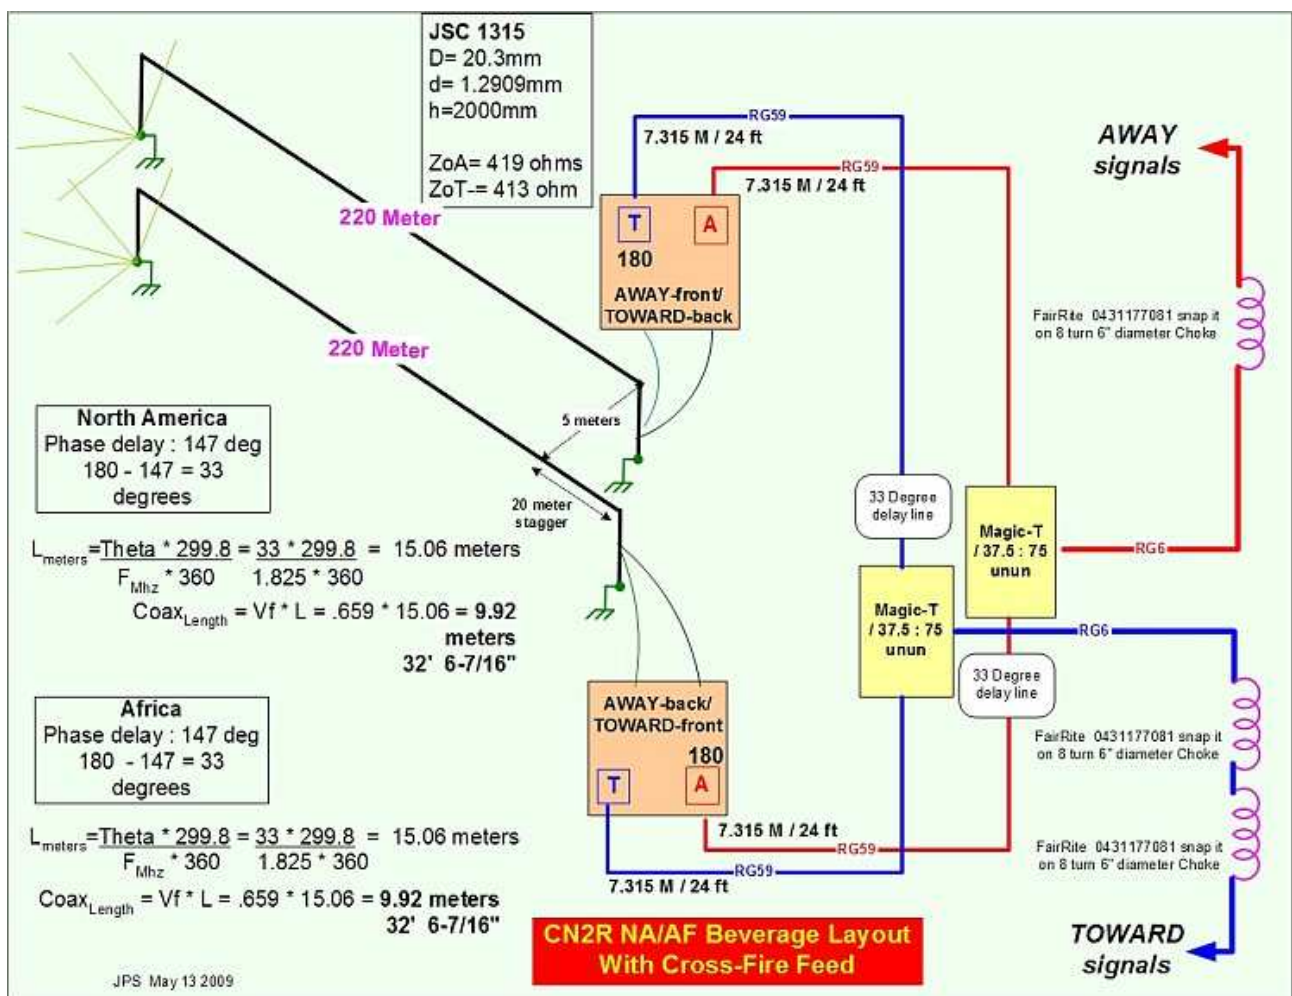 JSC 1315
D= 20.3mm
d= 1.2909mm
h=2000mm
ZoA= 419 ohms
ZoT-= 413 ohm
RG59
7.315 M / 24 ft
RG59
7.315 M / 24 ft
AWAY
signals
T
A
180
AWAY-front/
TOWARD-back
220 Meter
220 Meter
FairRite 0431177081 snap it
on 8 turn 6" diameter Choke
5 meters
20 meter
stagger
North America
Phase delay : 147 deg
180 - 147 = 33
degrees
Lmeters=Theta * 299.8 = 33 * 299.8 = 15.06 meters
FMhz * 360 1.825 * 360
CoaxLength = Vf * L = .659 * 15.06 = 9.92
meters
32' 6-7/16"
33 Degree
delay line
Magic-T
/ 37.5 : 75
unun
RG6
Magic-T
/ 37.5 : 75
unun
RG6
33 Degree
delay line
AWAY-back/
TOWARD-front
180
T
A
Africa
Phase delay : 147 deg
180 - 147 = 33
degrees
Lmeters=Theta * 299.8 = 33 * 299.8 = 15.06 meters
FMhz * 360 1.825 * 360
CoaxLength = Vf * L = .659 * 15.06 = 9.92 meters
32' 6-7/16"
FairRite 0431177081 snap it
on 8 turn 6" diameter Choke
FairRite 0431177081 snap it
on 8 turn 6" diameter Choke
7.315 M / 24 ft
RG59
RG59
7.315 M / 24 ft
CN2R NA/AF Beverage Layout
With Cross-Fire Feed
TOWARD
signals
JPS May 13 2009